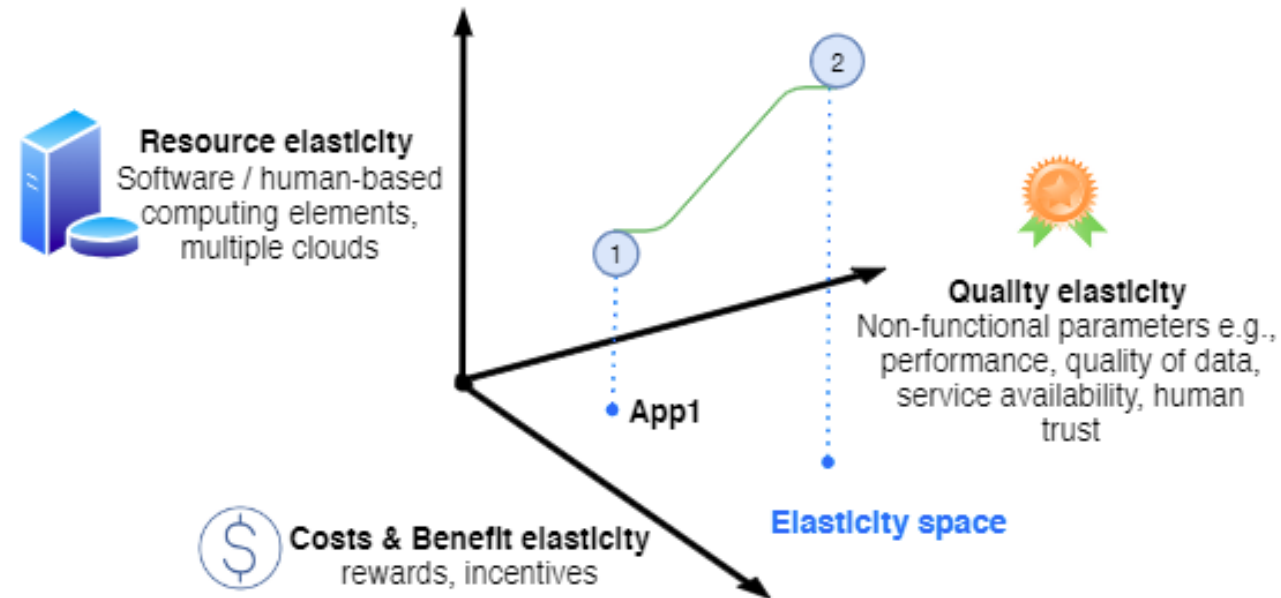 2
Resource elasticity
Software / human-based
computing elements,
multiple clouds
1
Quality elasticity
Non-functional parameters e.g.,
performance, quality of data,
service availability, human
trust
App1
Elasticity space
$
Costs & Benefit elasticity
rewards, incentives